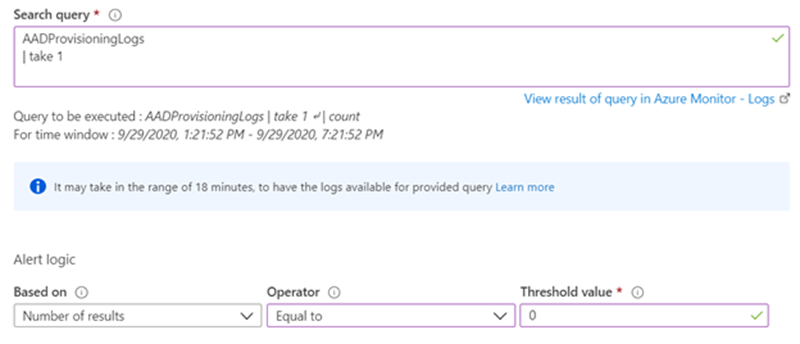 Search query *
AADProvisioningLogs
| take 1
View result of query in Azure Monitor - Logs
Query to be executed : AADProvisioningLogs | take 1 ↵ | count
For time window : 9/29/2020, 1:21:52 PM - 9/29/2020, 7:21:52 PM
It may take in the range of 18 minutes, to have the logs available for provided query Learn more
Alert logic
Based on Operator Threshold value *
Number of results Equal to 0